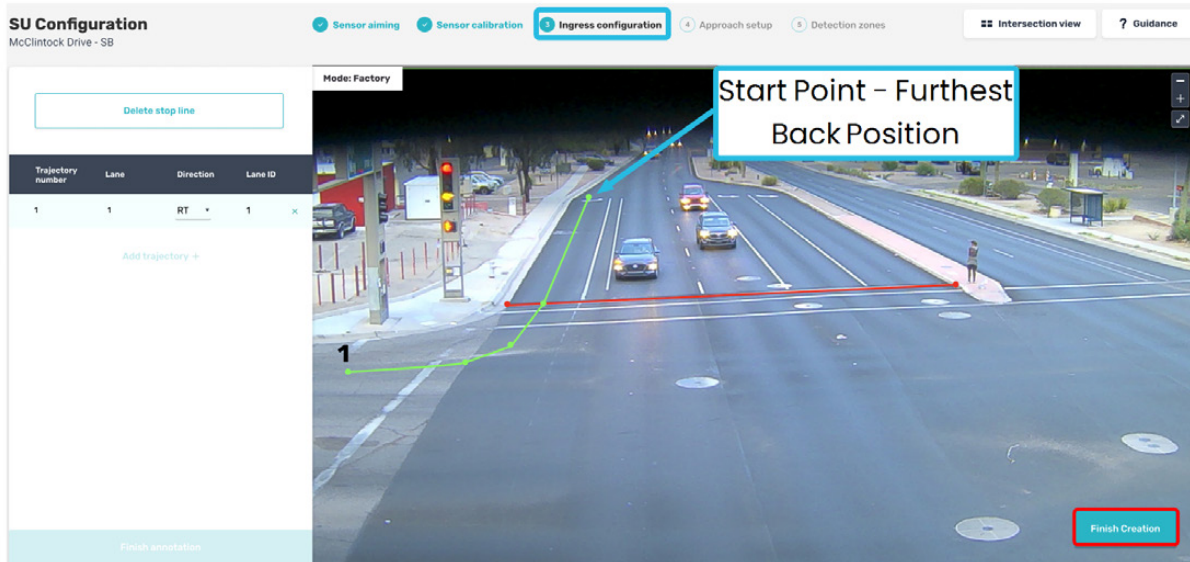 SU Configuration
McClintock Drive - SB
Sensor aiming
Sensor calibration
3 Ingress configuration
4 Approach setup
5 Detection zones
Intersection view
? Guidance
Delete stop line
Trajectory number
Lane
Direction
Lane ID
1
1
RT
1
×
Add trajectory +
Finish annotation
Mode: Factory
Start Point - Furthest
Back Position
1
Finish Creation